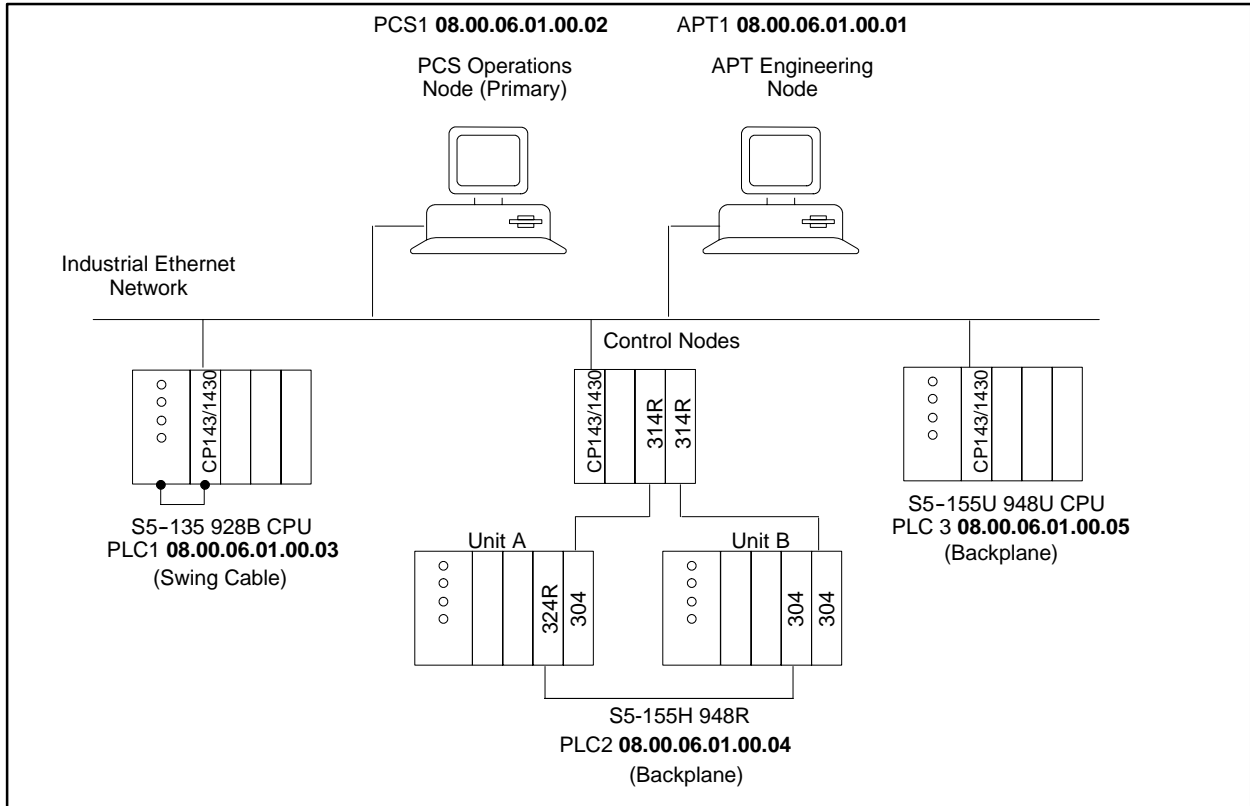 PCS1 08.00.06.01.00.02
APT1 08.00.06.01.00.01
PCS Operations
Node (Primary)
APT Engineering
Node
Industrial Ethernet
Network
Control Nodes
CP143/1430
CP143/1430
314R
314R
CP143/1430
S5-135 928B CPU
PLC1 08.00.06.01.00.03
(Swing Cable)
S5-155U 948U CPU
PLC 3 08.00.06.01.00.05
(Backplane)
Unit A
Unit B
324R
304
304
304
S5-155H 948R
PLC2 08.00.06.01.00.04
(Backplane)